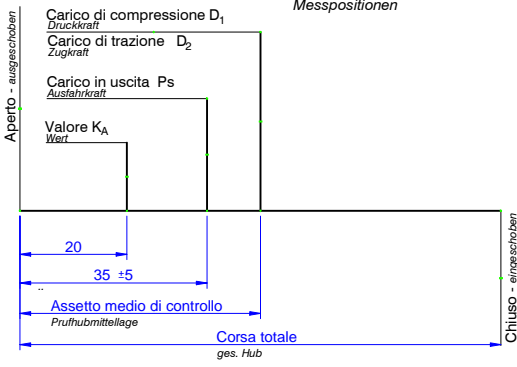 Messpositionen
Carico di compressione D1
Druckkraft
Carico di trazione D2
Zugkraft
Carico in uscita Ps
Ausfahrkraft
Valore KA
Wert
Aperto - ausgeschoben
20
35 ±5
Assetto medio di controllo
Prufhubmittellage
Corsa totale
ges. Hub
Chiuso - eingeschoben